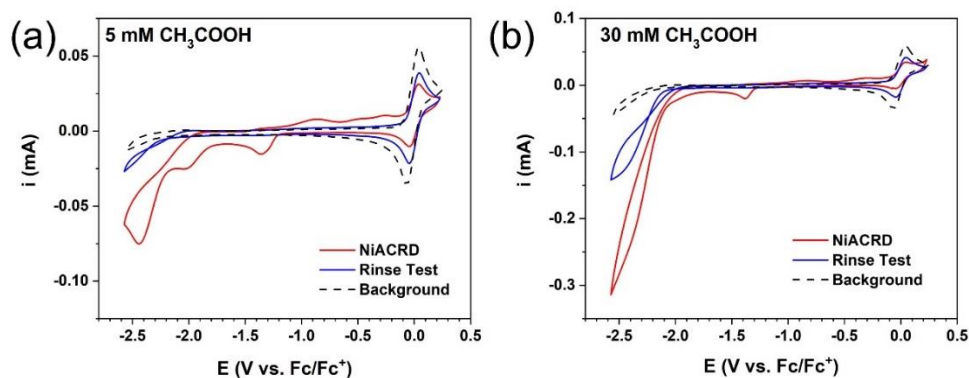 (a)
5 mM CH₃COOH
0.05
0.00
-0.05
-0.10
i (mA)
NiACRD
Rinse Test
Background
-2.5 -2.0 -1.5 -1.0 -0.5 0.0 0.5
E (V vs. Fc/Fc⁺)
(b)
30 mM CH₃COOH
0.1
0.0
-0.1
-0.2
-0.3
i (mA)
NiACRD
Rinse Test
Background
-2.5 -2.0 -1.5 -1.0 -0.5 0.0 0.5
E (V vs. Fc/Fc⁺)